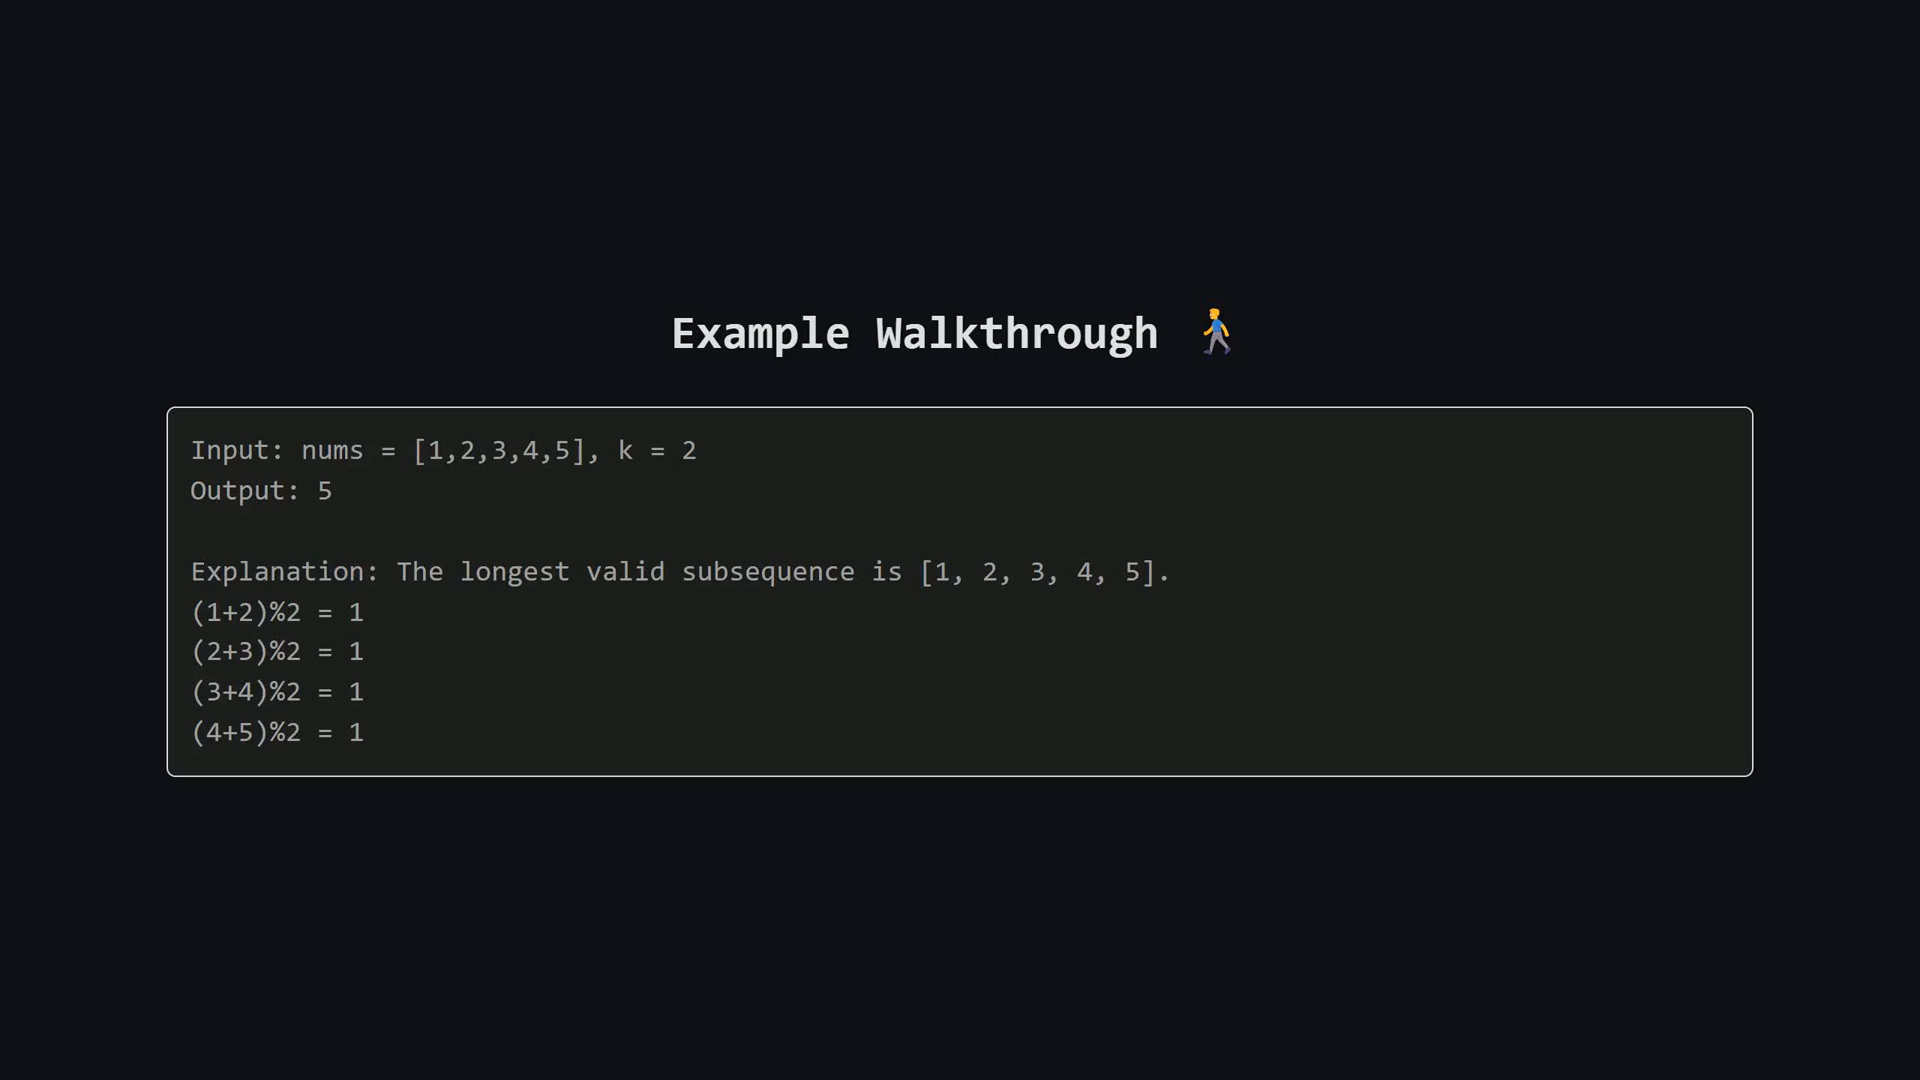 Example Walkthrough 🚶‍♂️
Input: nums = [1,2,3,4,5], k = 2
Output: 5
Explanation: The longest valid subsequence is [1, 2, 3, 4, 5].
(1+2)%2 = 1
(2+3)%2 = 1
(3+4)%2 = 1
(4+5)%2 = 1